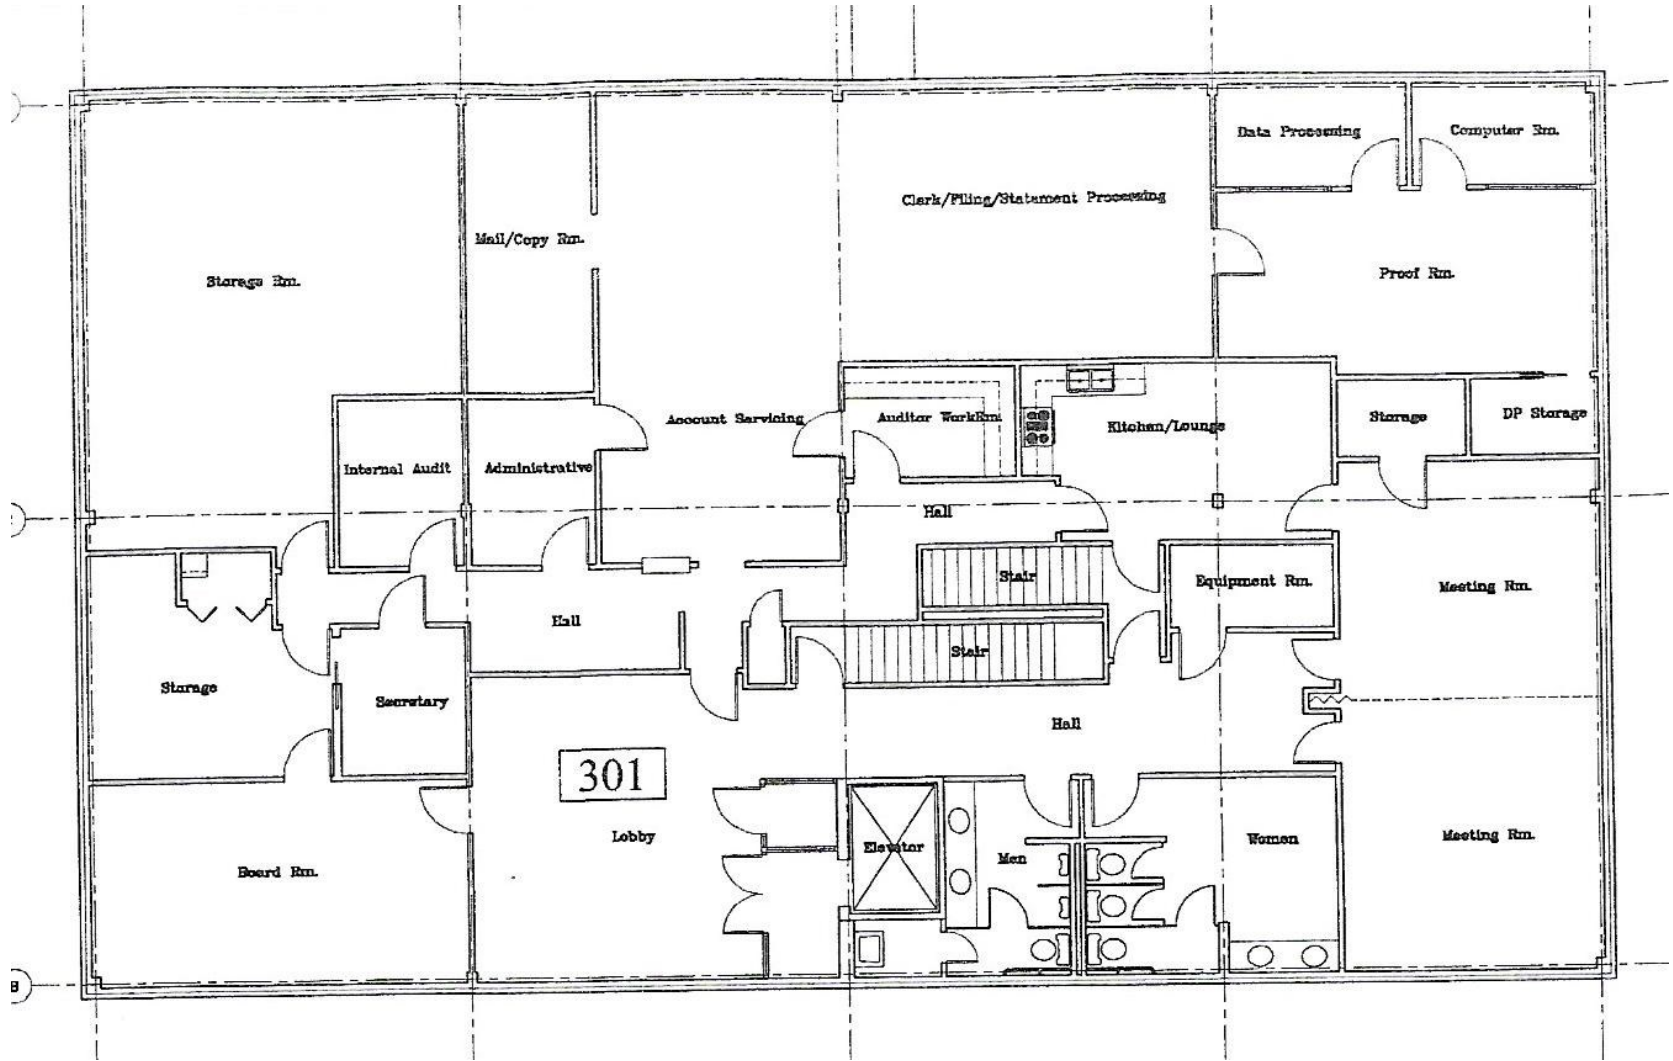 Data Processing
Computer Rm.
Clerk/Filing/Statement Processing
Mail/Copy Rm.
Storage Rm.
Proof Rm.
Account Servicing
Auditor WorkRm.
Kitchen/Lounge
Storage
DP Storage
Internal Audit
Administrative
Hall
Stair
Equipment Rm.
Meeting Rm.
Hall
Stair
Storage
Secretary
Hall
301
Lobby
Elevator
Men
Women
Meeting Rm.
Board Rm.
B